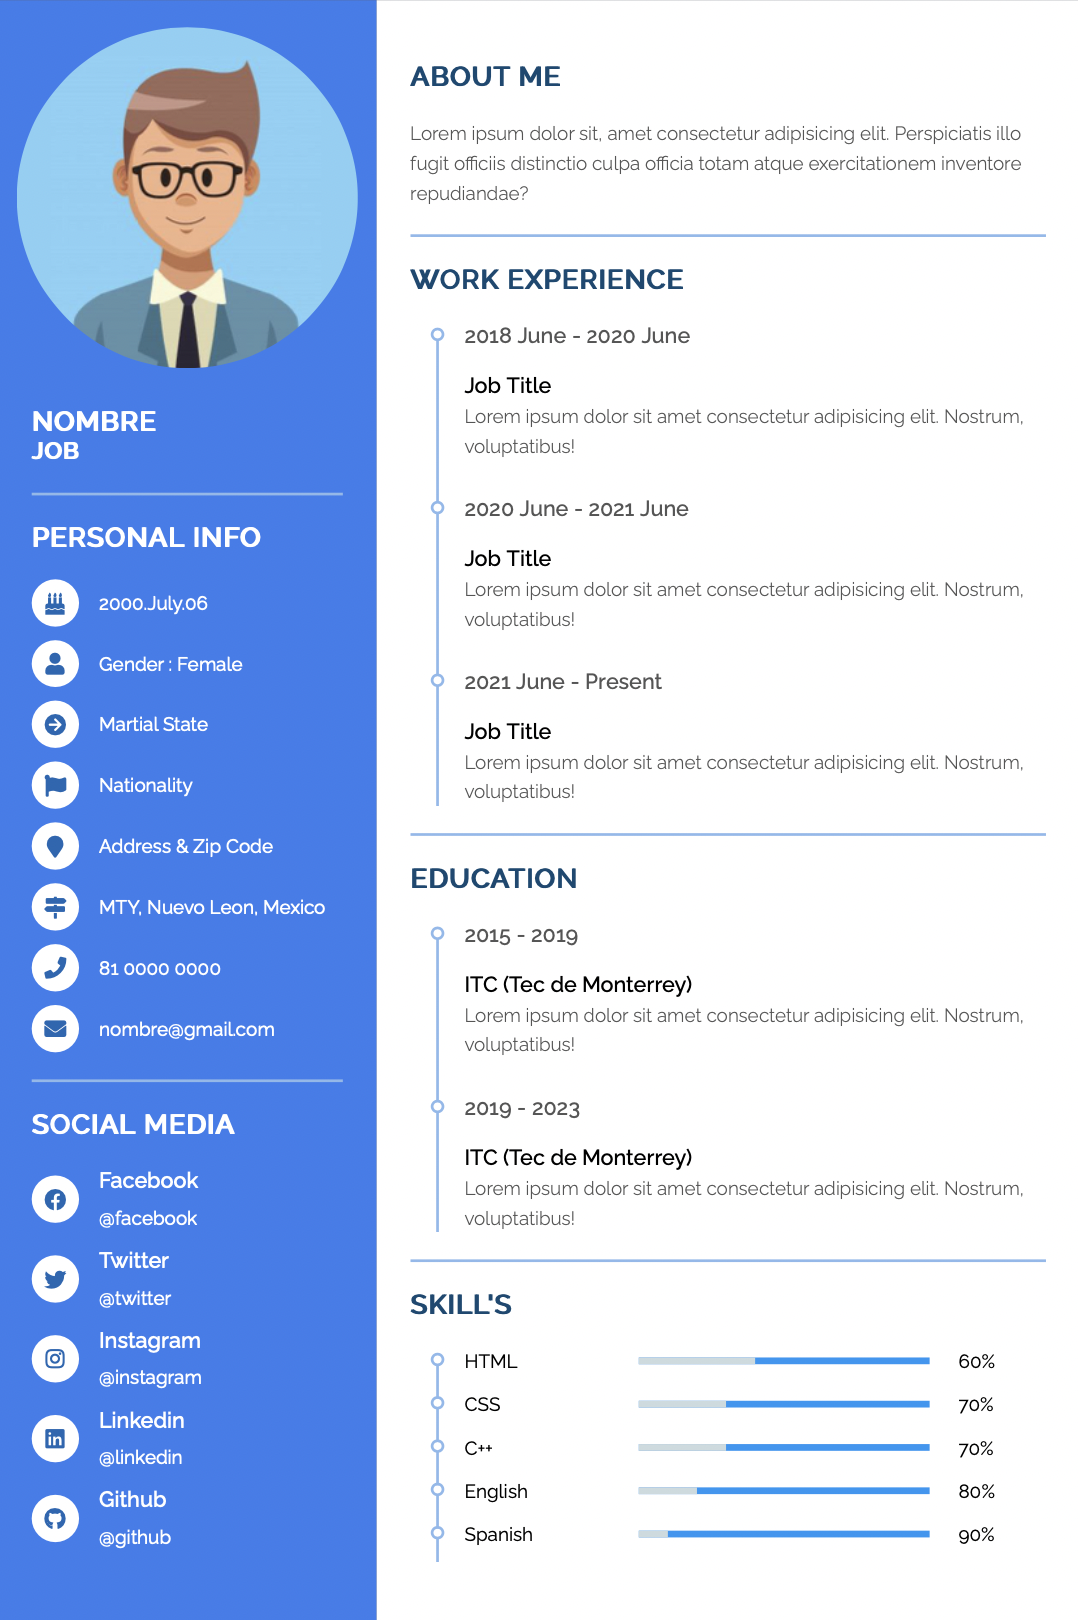 NOMBRE
JOB
PERSONAL INFO
2000.July.06
Gender : Female
Martial State
Nationality
Address & Zip Code
MTY, Nuevo Leon, Mexico
81 0000 0000
nombre@gmail.com
SOCIAL MEDIA
Facebook
@facebook
Twitter
@twitter
Instagram
@instagram
Linkedin
@linkedin
Github
@github
ABOUT ME
Lorem ipsum dolor sit, amet consectetur adipisicing elit. Perspiciatis illo
fugit officiis distinctio culpa officia totam atque exercitationem inventore
repudiandae?
WORK EXPERIENCE
2018 June - 2020 June
Job Title
Lorem ipsum dolor sit amet consectetur adipisicing elit. Nostrum,
voluptatibus!
2020 June - 2021 June
Job Title
Lorem ipsum dolor sit amet consectetur adipisicing elit. Nostrum,
voluptatibus!
2021 June - Present
Job Title
Lorem ipsum dolor sit amet consectetur adipisicing elit. Nostrum,
voluptatibus!
EDUCATION
2015 - 2019
ITC (Tec de Monterrey)
Lorem ipsum dolor sit amet consectetur adipisicing elit. Nostrum,
voluptatibus!
2019 - 2023
ITC (Tec de Monterrey)
Lorem ipsum dolor sit amet consectetur adipisicing elit. Nostrum,
voluptatibus!
SKILL'S
HTML 60%
CSS 70%
C++ 70%
English 80%
Spanish 90%